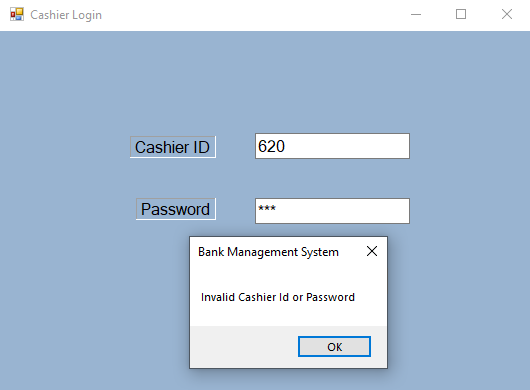 Cashier Login
Cashier ID
620
Password
***
Bank Management System
Invalid Cashier Id or Password
OK